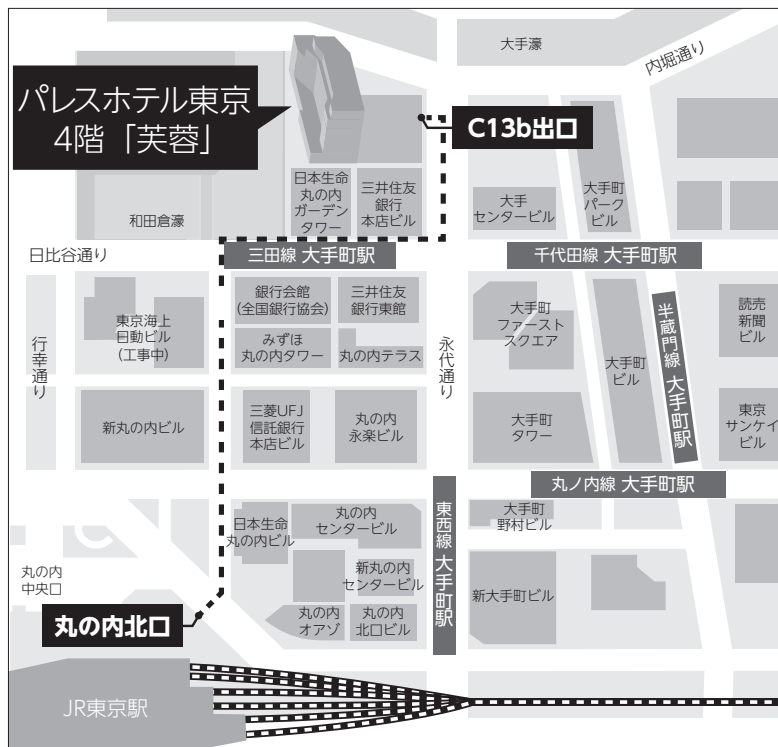 大手濠
内堀通り
パレスホテル東京
4階「芙蓉」
C13b出口
日本生命
丸の内
ガーデン
タワー
三井住友
銀行
本店ビル
大手
センタービル
大手町
パーク
ビル
和田倉濠
日比谷通り
三田線 大手町駅
千代田線 大手町駅
行幸通り
東京海上
日動ビル
(工事中)
銀行会館
(全国銀行協会)
三井住友
銀行東館
みずほ
丸の内タワー
丸の内テラス
永代通り
大手町
ファースト
スクエア
大手町
ビル
半蔵門線 大手町駅
読売
新聞
ビル
新丸の内ビル
三菱UFJ
信託銀行
本店ビル
丸の内
永楽ビル
大手町
タワー
東京
サンケイ
ビル
丸ノ内線 大手町駅
日本生命
丸の内ビル
丸の内
センタービル
東西線 大手町駅
大手町
野村ビル
丸の内
中央口
新丸の内
センタービル
新大手町ビル
丸の内北口
丸の内
オアゾ
丸の内
北口ビル
JR東京駅